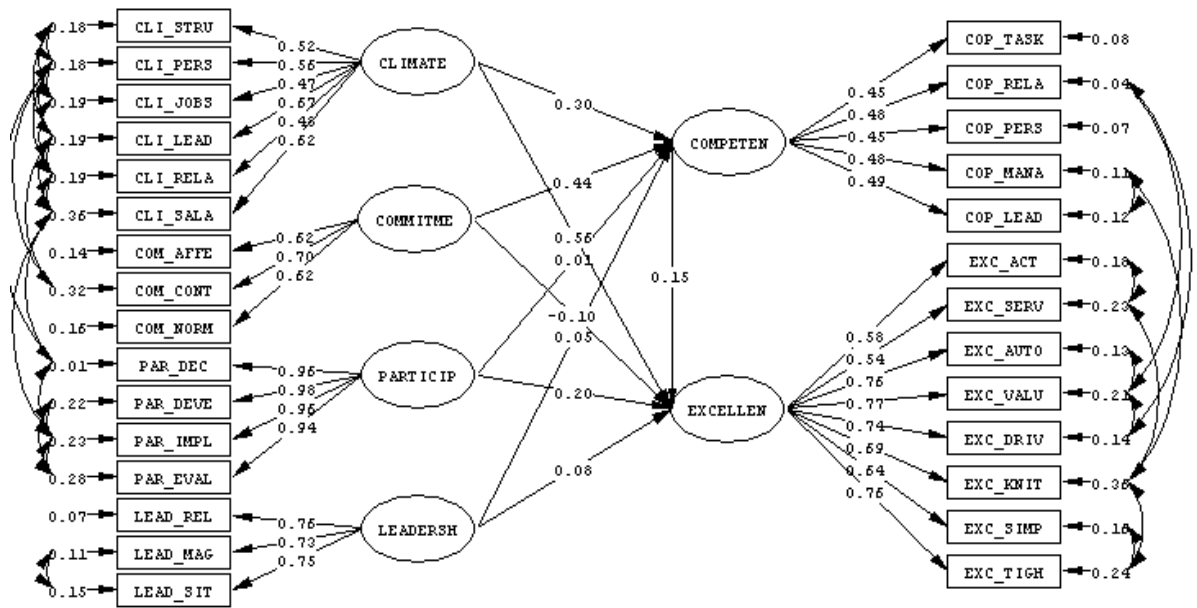 0.18 CLI_STRU
0.18 CLI_PERS
0.19 CLI_JOBS
0.19 CLI_LEAD
0.19 CLI_RELA
0.36 CLI_SALA
0.14 COM_AFFE
0.32 COM_CONT
0.16 COM_NORM
0.01 PAR_DEC
0.22 PAR_DEVE
0.23 PAR_IMPL
0.28 PAR_EVAL
0.07 LEAD_REL
0.11 LEAD_MAG
0.15 LEAD_SIT
0.52
0.56
0.47
0.67
0.48
0.62
CLIMATE
0.62
0.70
0.62
COMMITME
0.96
0.98
0.96
0.94
PARTICIP
0.76
0.73
0.75
LEADERSH
0.30
0.44
0.56
0.01
-0.10
0.05
0.20
0.08
0.15
COMPETEN
EXCELLEN
0.45
0.48
0.45
0.48
0.49
0.58
0.54
0.76
0.77
0.74
0.69
0.64
0.76
COP_TASK 0.08
COP_RELA 0.04
COP_PERS 0.07
COP_MANA 0.11
COP_LEAD 0.12
EXC_ACT 0.18
EXC_SERV 0.23
EXC_AUTO 0.13
EXC_VALU 0.21
EXC_DRIV 0.14
EXC_KNIT 0.36
EXC_SIMP
EXC_TIGH 0.24